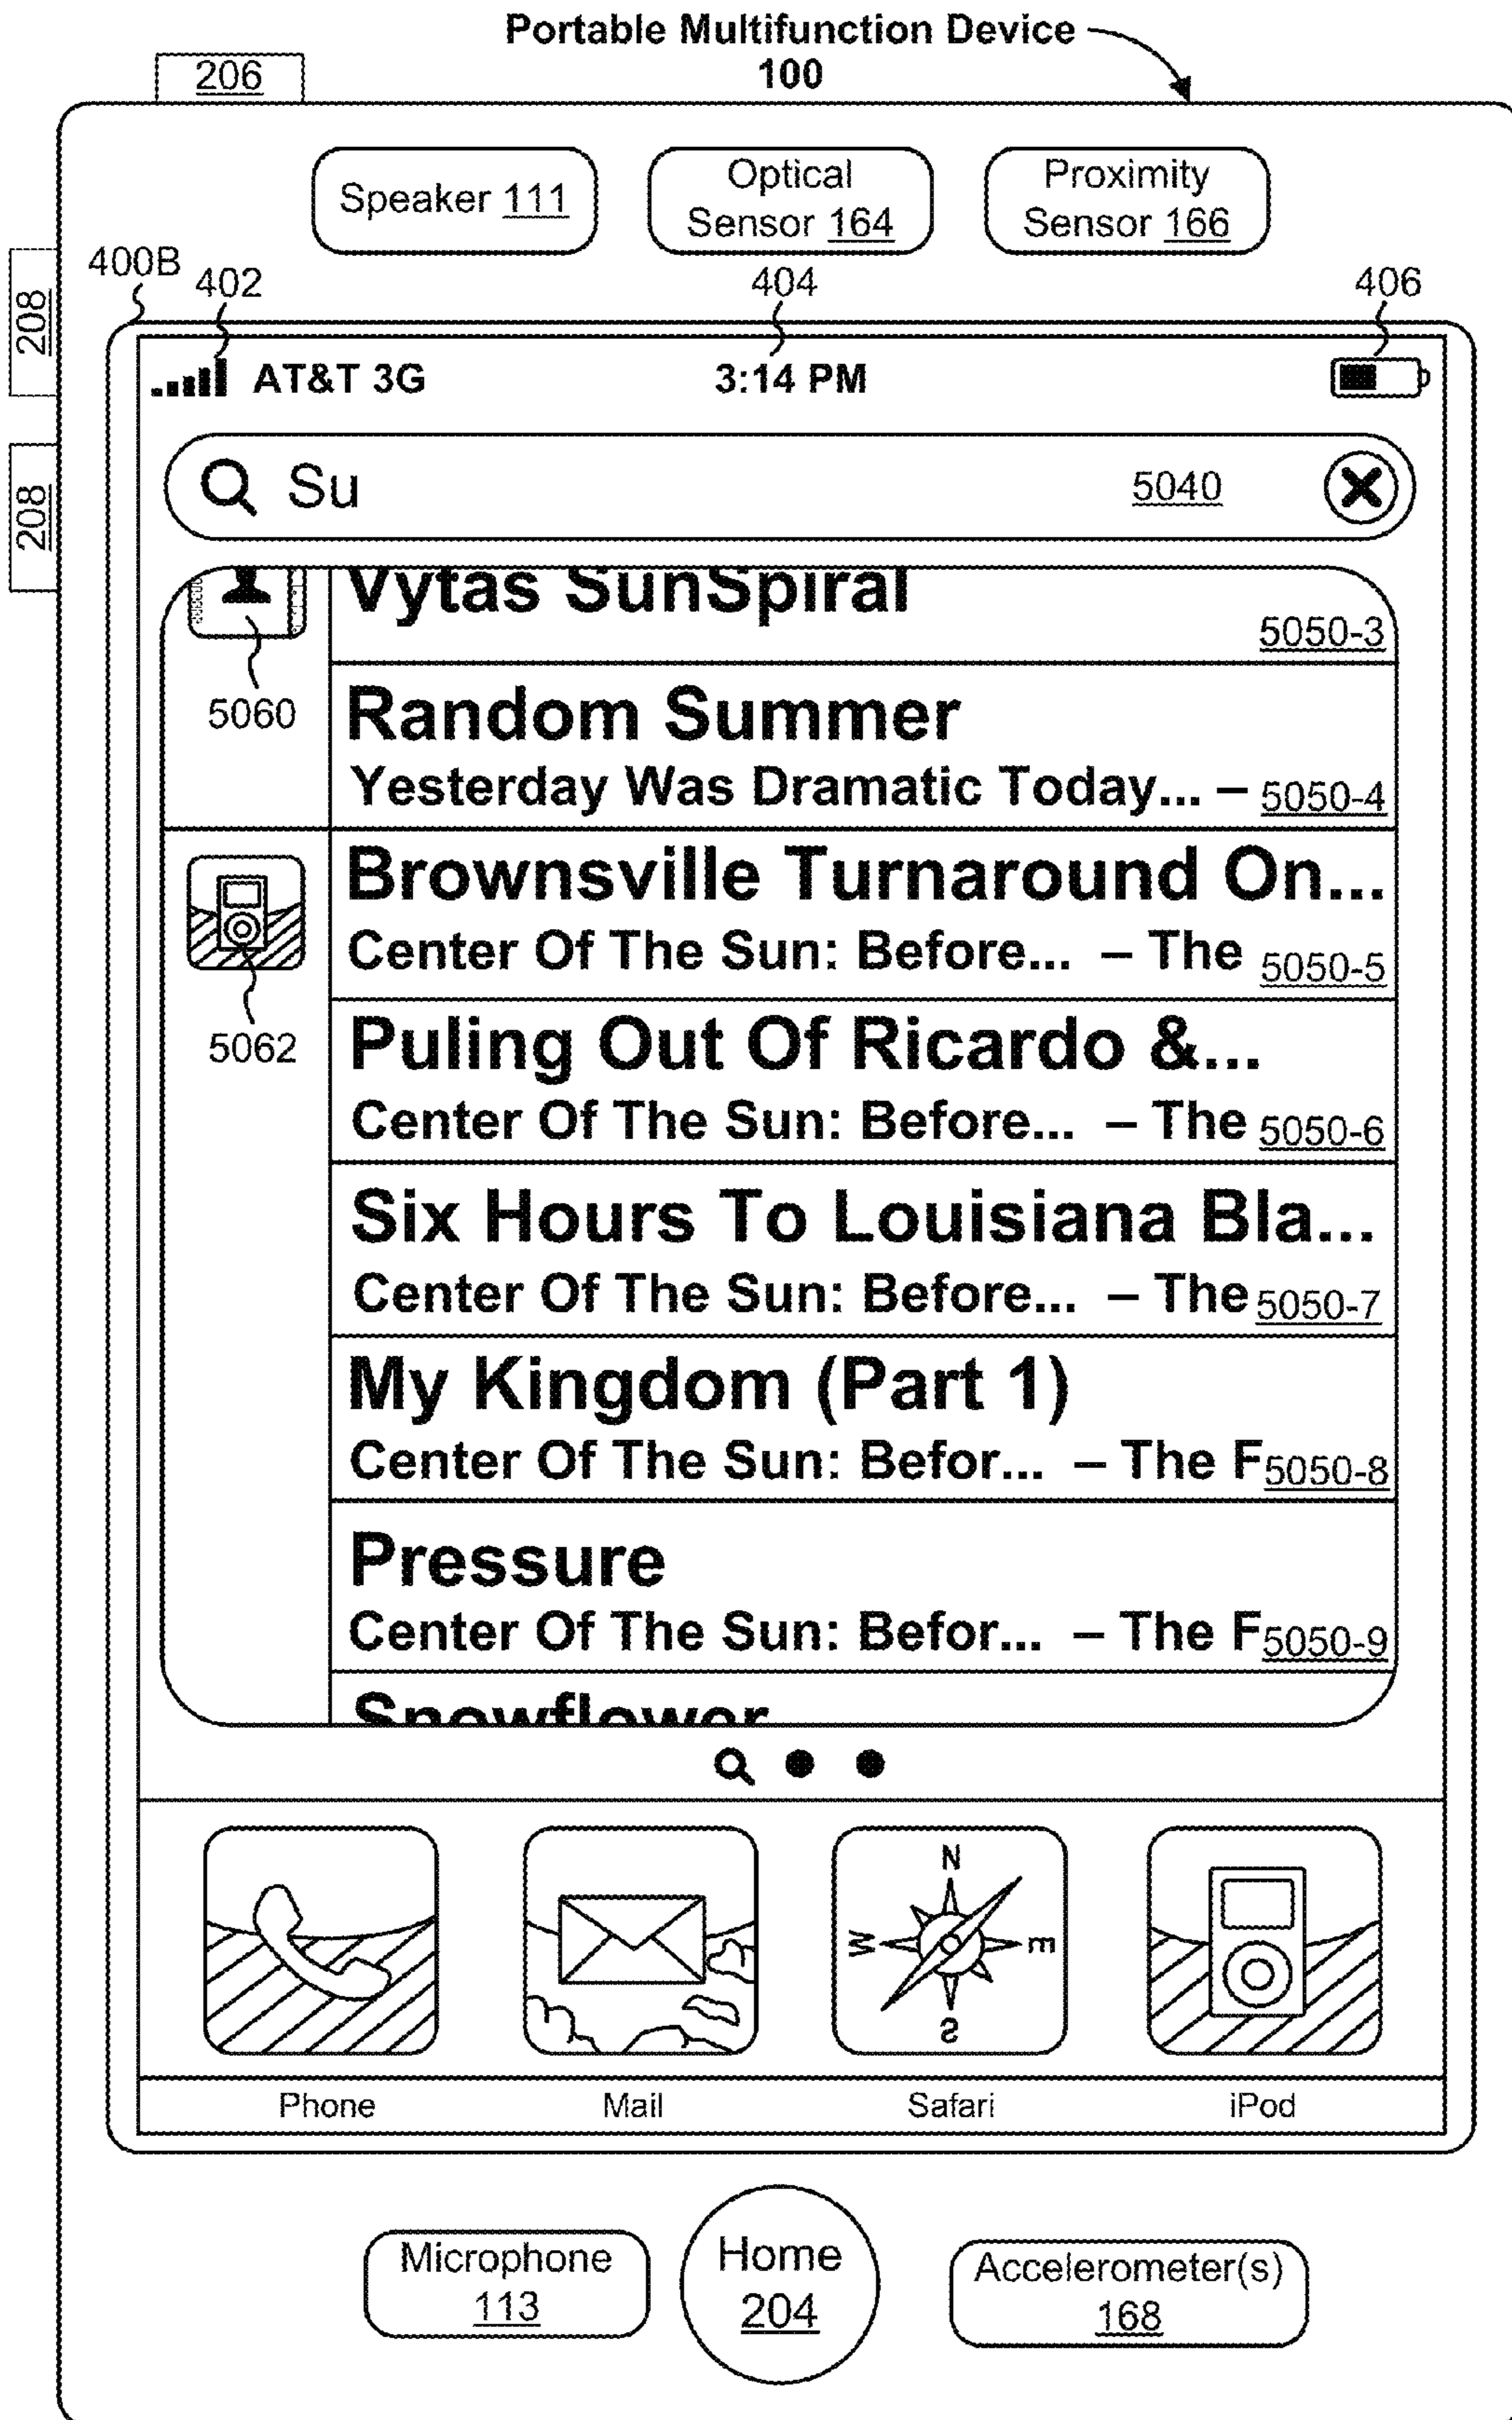 Portable Multifunction Device
100
206
Speaker 111
Optical
Sensor 164
Proximity
Sensor 166
208
208
400B
402
404
406
AT&T 3G
3:14 PM
Su
5040
Vytas SunSpiral
5050-3
5060
Random Summer
Yesterday Was Dramatic Today... – 5050-4
Brownsville Turnaround On...
Center Of The Sun: Before... – The 5050-5
5062
Puling Out Of Ricardo &...
Center Of The Sun: Before... – The 5050-6
Six Hours To Louisiana Bla...
Center Of The Sun: Before... – The 5050-7
My Kingdom (Part 1)
Center Of The Sun: Befor... – The F 5050-8
Pressure
Center Of The Sun: Befor... – The F 5050-9
Snowflower
N
W
E
S
Phone
Mail
Safari
iPod
Microphone
113
Home
204
Accelerometer(s)
168